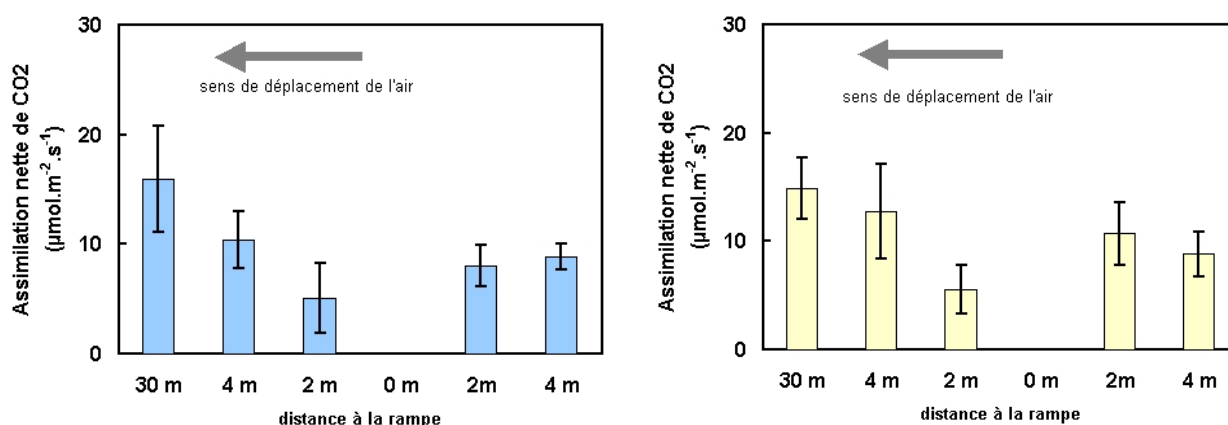 30
20
10
0
Assimilation nette de CO2
(µmol.m-2.s-1)
sens de déplacement de l'air
30 m
4 m
2 m
0 m
2m
4 m
distance à la rampe
30
20
10
0
Assimilation nette de CO2
(µmol.m-2.s-1)
sens de déplacement de l'air
30 m
4 m
2 m
0 m
2m
4 m
distance à la rampe